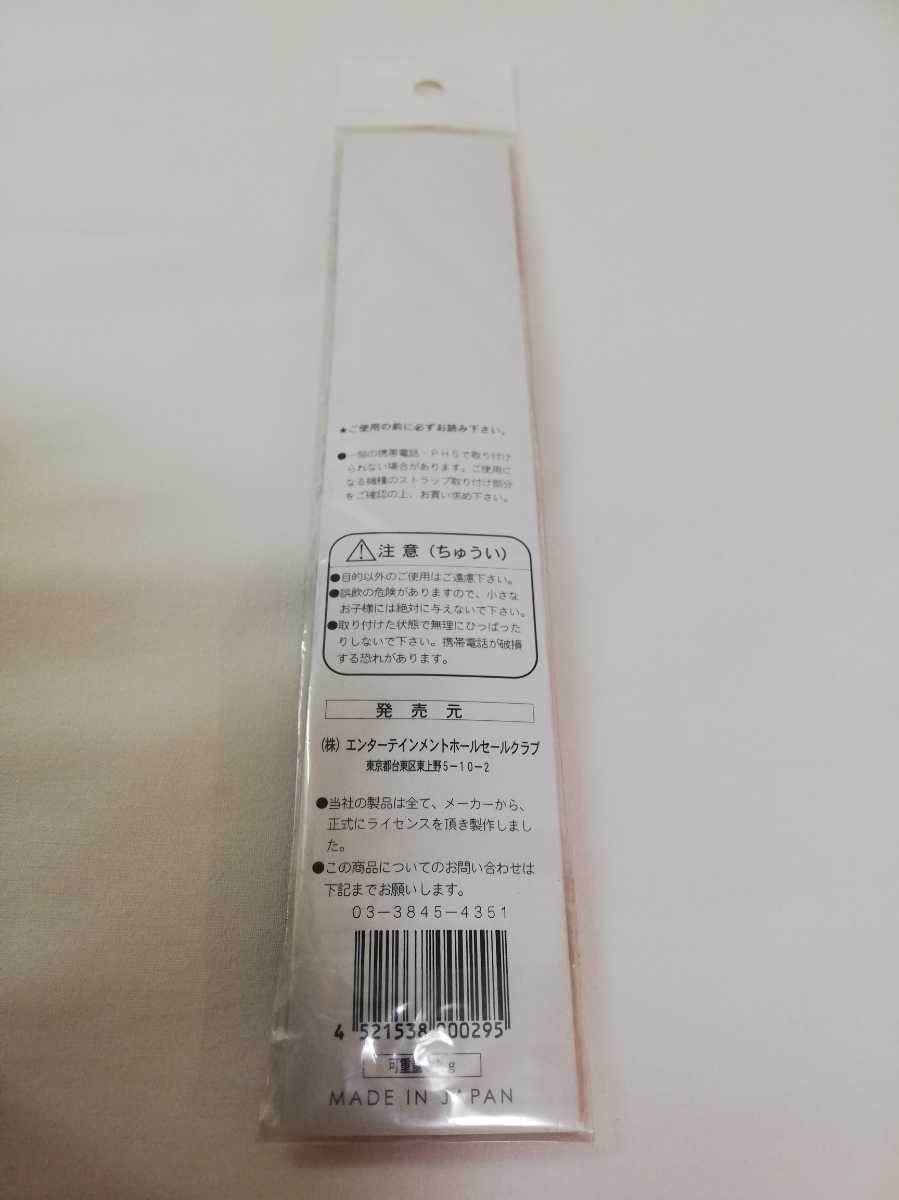 ★ご使用の前に必ずお読み下さい。
●一部の携帯電話・PHSで取り付け
られない場合があります。ご使用に
なる機種のストラップ取り付け部分
をご確認の上、お買い求め下さい。
注意（ちゅうい）
●目的以外のご使用はご遠慮下さい。
●誤飲の危険がありますので、小さな
お子様には絶対に与えないで下さい。
●取り付けた状態で無理にひっぱった
りしないで下さい。携帯電話が破損
する恐れがあります。
発売元
（株）エンターテインメントホールセールクラブ
東京都台東区東上野5－10－2
●当社の製品は全て、メーカーから、
正式にライセンスを頂き製作しまし
た。
●この商品についてのお問い合わせは
下記までお願いします。
03－3845－4351
4 521538 000295
可重量 g
MADE IN JAPAN